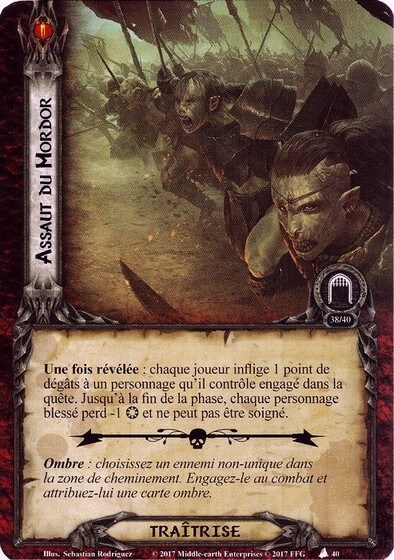 ASSAUT DU MORDOR
38/40
Une fois révélée : chaque joueur inflige 1 point de
dégâts à un personnage qu'il contrôle engagé dans la
quête. Jusqu'à la fin de la phase, chaque personnage
blessé perd -1 et ne peut pas être soigné.
Ombre : choisissez un ennemi non-unique dans
la zone de cheminement. Engagez-le au combat et
attribuez-lui une carte ombre.
TRAÎTRISE
Illus. Sebastian Rodriguez © 2017 Middle-earth Enterprises © 2017 FFG 40